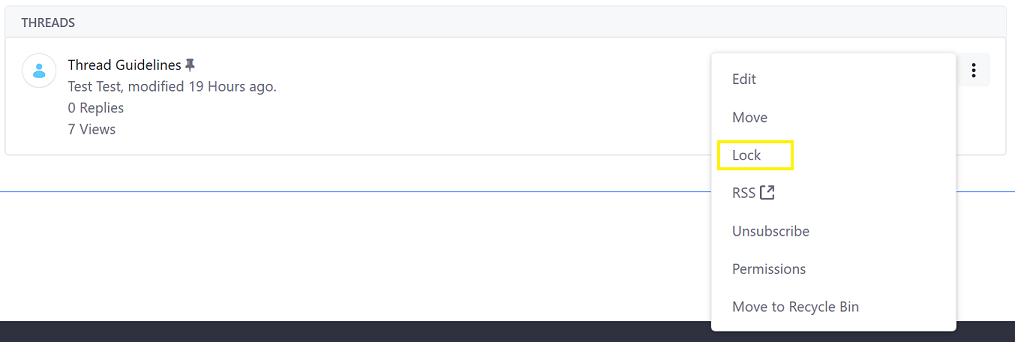 THREADS
Thread Guidelines
Test Test, modified 19 Hours ago.
0 Replies
7 Views
Edit
Move
Lock
RSS
Unsubscribe
Permissions
Move to Recycle Bin